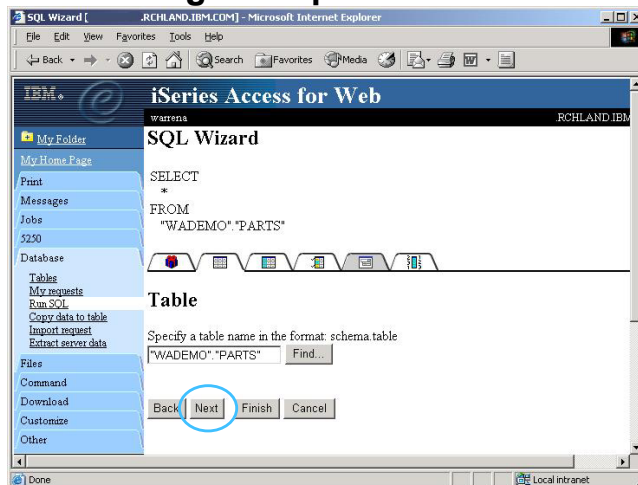 SQL Wizard [ .RCHLAND.IBM.COM] - Microsoft Internet Explorer
File Edit View Favorites Tools Help
Back Search Favorites Media
IBM iSeries Access for Web
warrena .RCHLAND.IBM
My Folder
My Home Page
Print
Messages
Jobs
5250
Database
Tables
My requests
Run SQL
Copy data to table
Import request
Extract server data
Files
Command
Download
Customize
Other
SQL Wizard
SELECT
*
FROM
"WADEMO"."PARTS"
Table
Specify a table name in the format: schema.table
"WADEMO"."PARTS" Find...
Back Next Finish Cancel
Done Local intranet